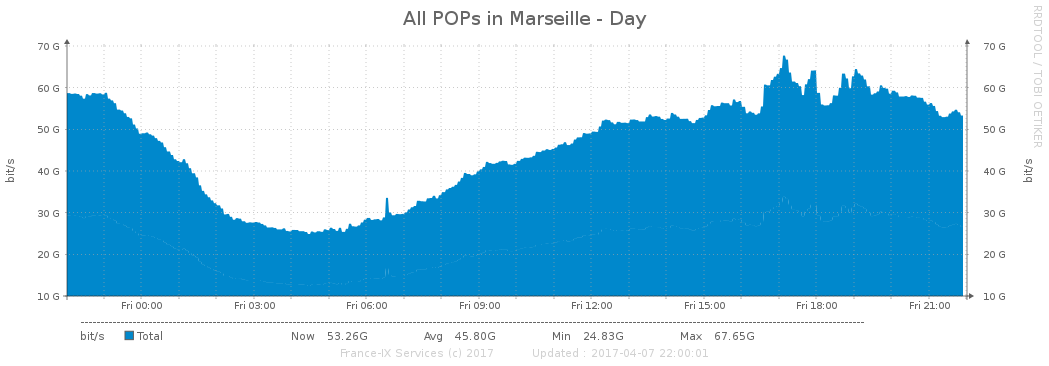 All POPs in Marseille - Day
RRDTOOL / TOBI OETIKER
70 G 70 G
60 G 60 G
50 G 50 G
40 G 40 G
30 G 30 G
20 G 20 G
10 G 10 G
bit/s
bit/s
Fri 00:00 Fri 03:00 Fri 06:00 Fri 09:00 Fri 12:00 Fri 15:00 Fri 18:00 Fri 21:00
bit/s Total Now 53.26G Avg 45.80G Min 24.83G Max 67.65G
France-IX Services (c) 2017 Updated : 2017-04-07 22:00:01